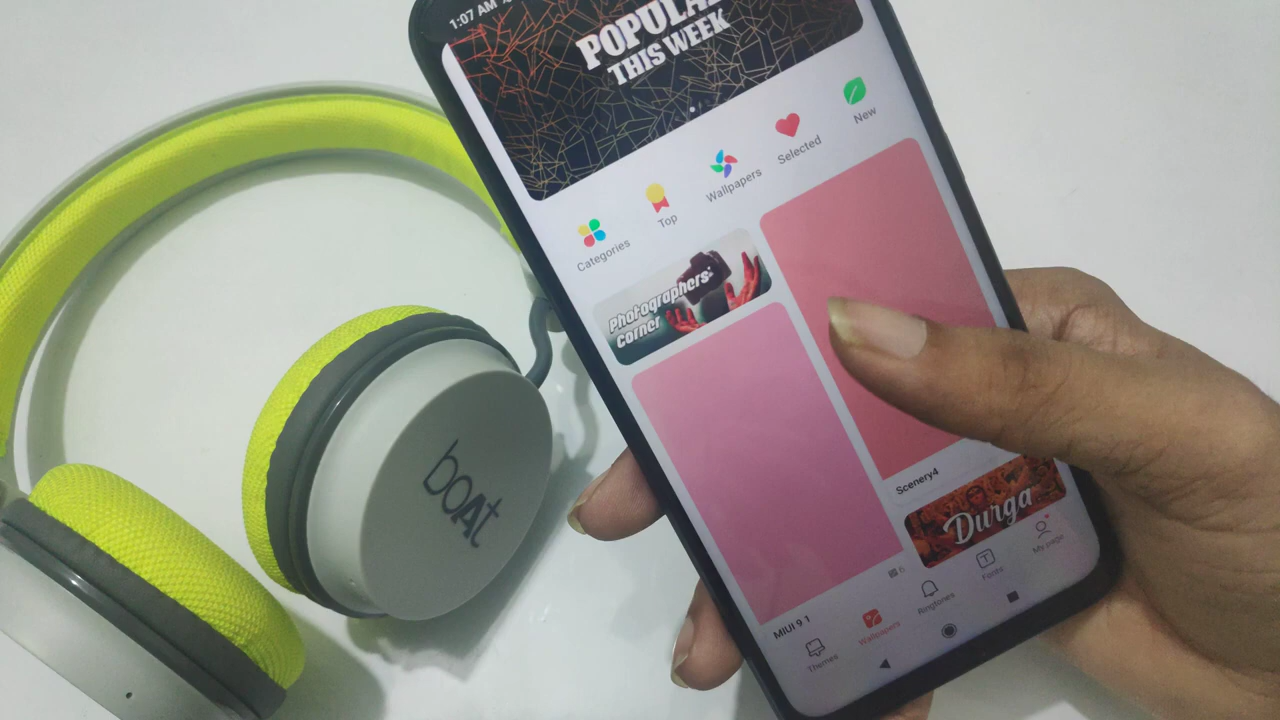 1:07 AM
POPULAR
THIS WEEK
Categories
Top
Wallpapers
Selected
New
Photographers'
corner
Scenery4
Durga
MIUI 9 1
Themes
Wallpapers
Ringtones
Fonts
My page
boAt